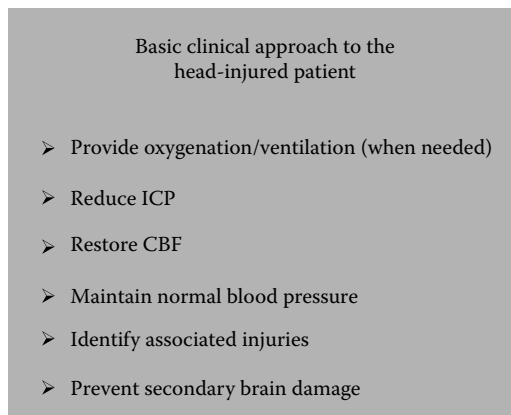 Basic clinical approach to the
head-injured patient
➢ Provide oxygenation/ventilation (when needed)
➢ Reduce ICP
➢ Restore CBF
➢ Maintain normal blood pressure
➢ Identify associated injuries
➢ Prevent secondary brain damage